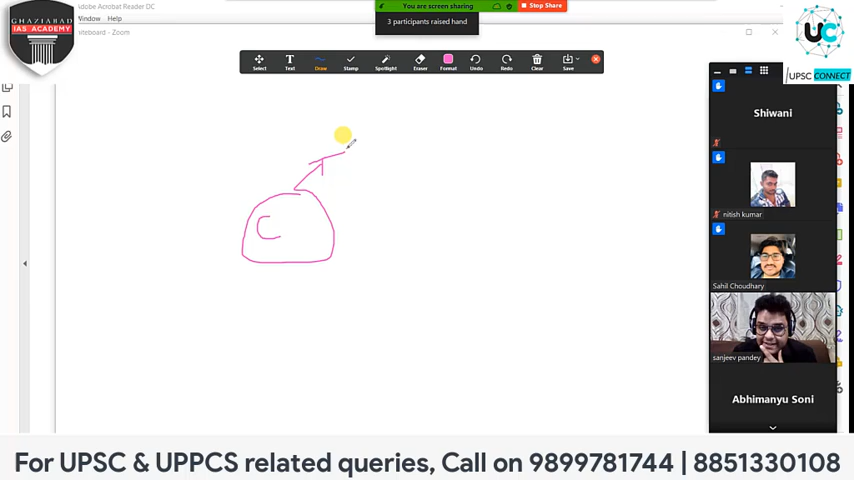 GHAZIABAD
IAS ACADEMY
Adobe Acrobat Reader DC
Window Help
iteboard - Zoom
You are screen sharing
Stop Share
3 participants raised hand
Select
Text
Draw
Stamp
Spotlight
Eraser
Format
Undo
Redo
Clear
Save
UC
UPSC CONNECT
C
Shiwani
nitish kumar
Sahil Choudhary
sanjeev pandey
Abhimanyu Soni
For UPSC & UPPCS related queries, Call on 9899781744 | 8851330108